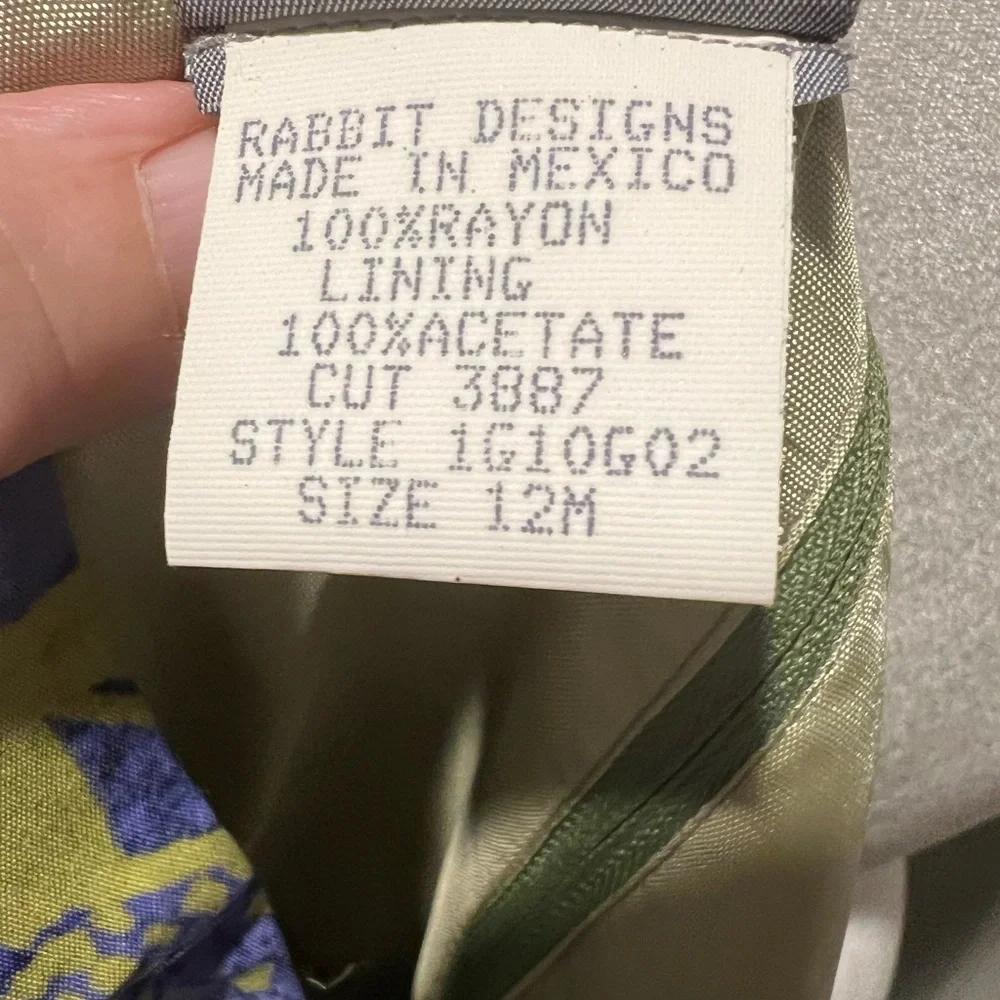 RABBIT DESIGNS
MADE IN MEXICO
100%RAYON
LINING
100%ACETATE
CUT 3887
STYLE 1G10G02
SIZE 12M